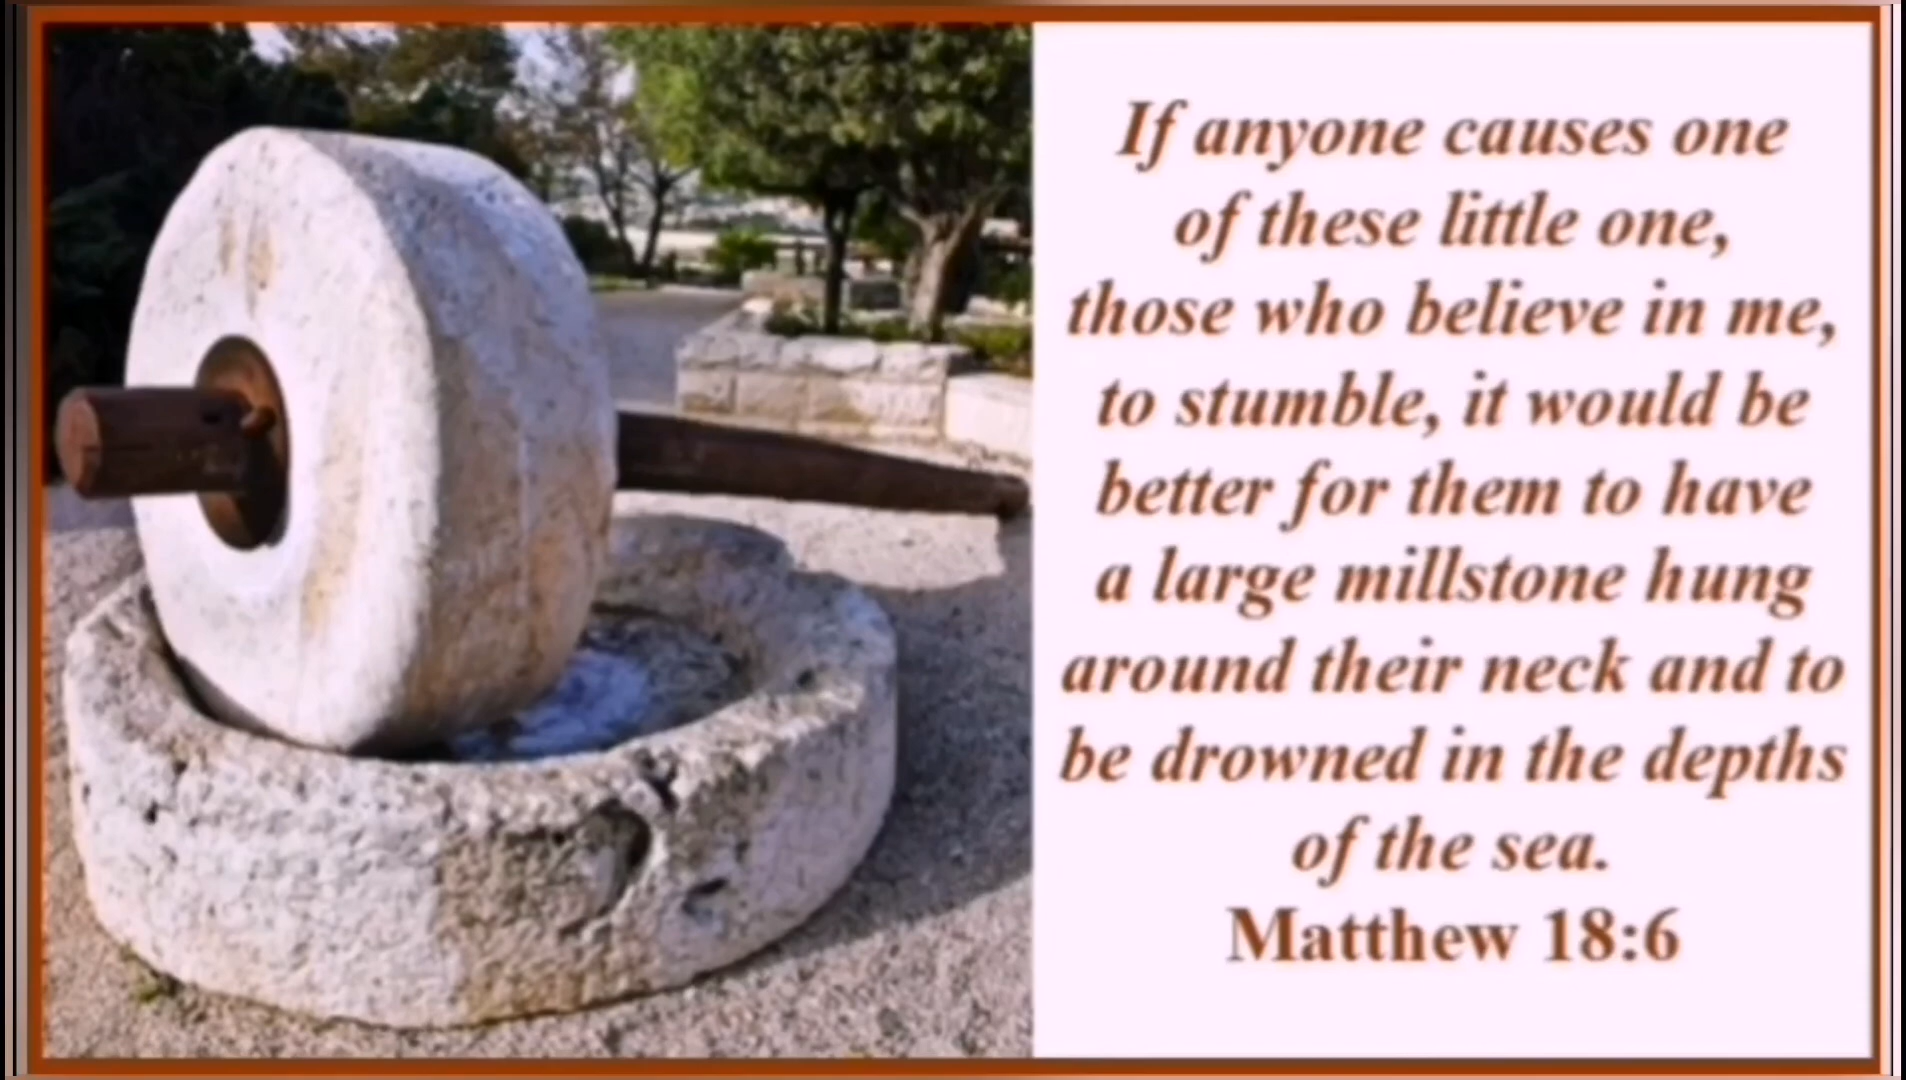 If anyone causes one
of these little one,
those who believe in me,
to stumble, it would be
better for them to have
a large millstone hung
around their neck and to
be drowned in the depths
of the sea.
Matthew 18:6